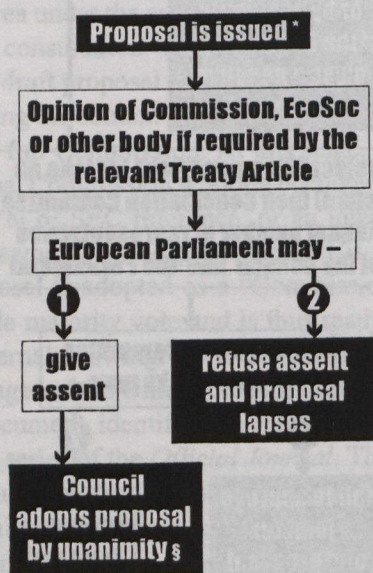 Proposal is issued *
Opinion of Commission, EcoSoc
or other body if required by the
relevant Treaty Article
European Parliament may –
1
2
give
assent
refuse assent
and proposal
lapses
Council
adopts proposal
by unanimity §